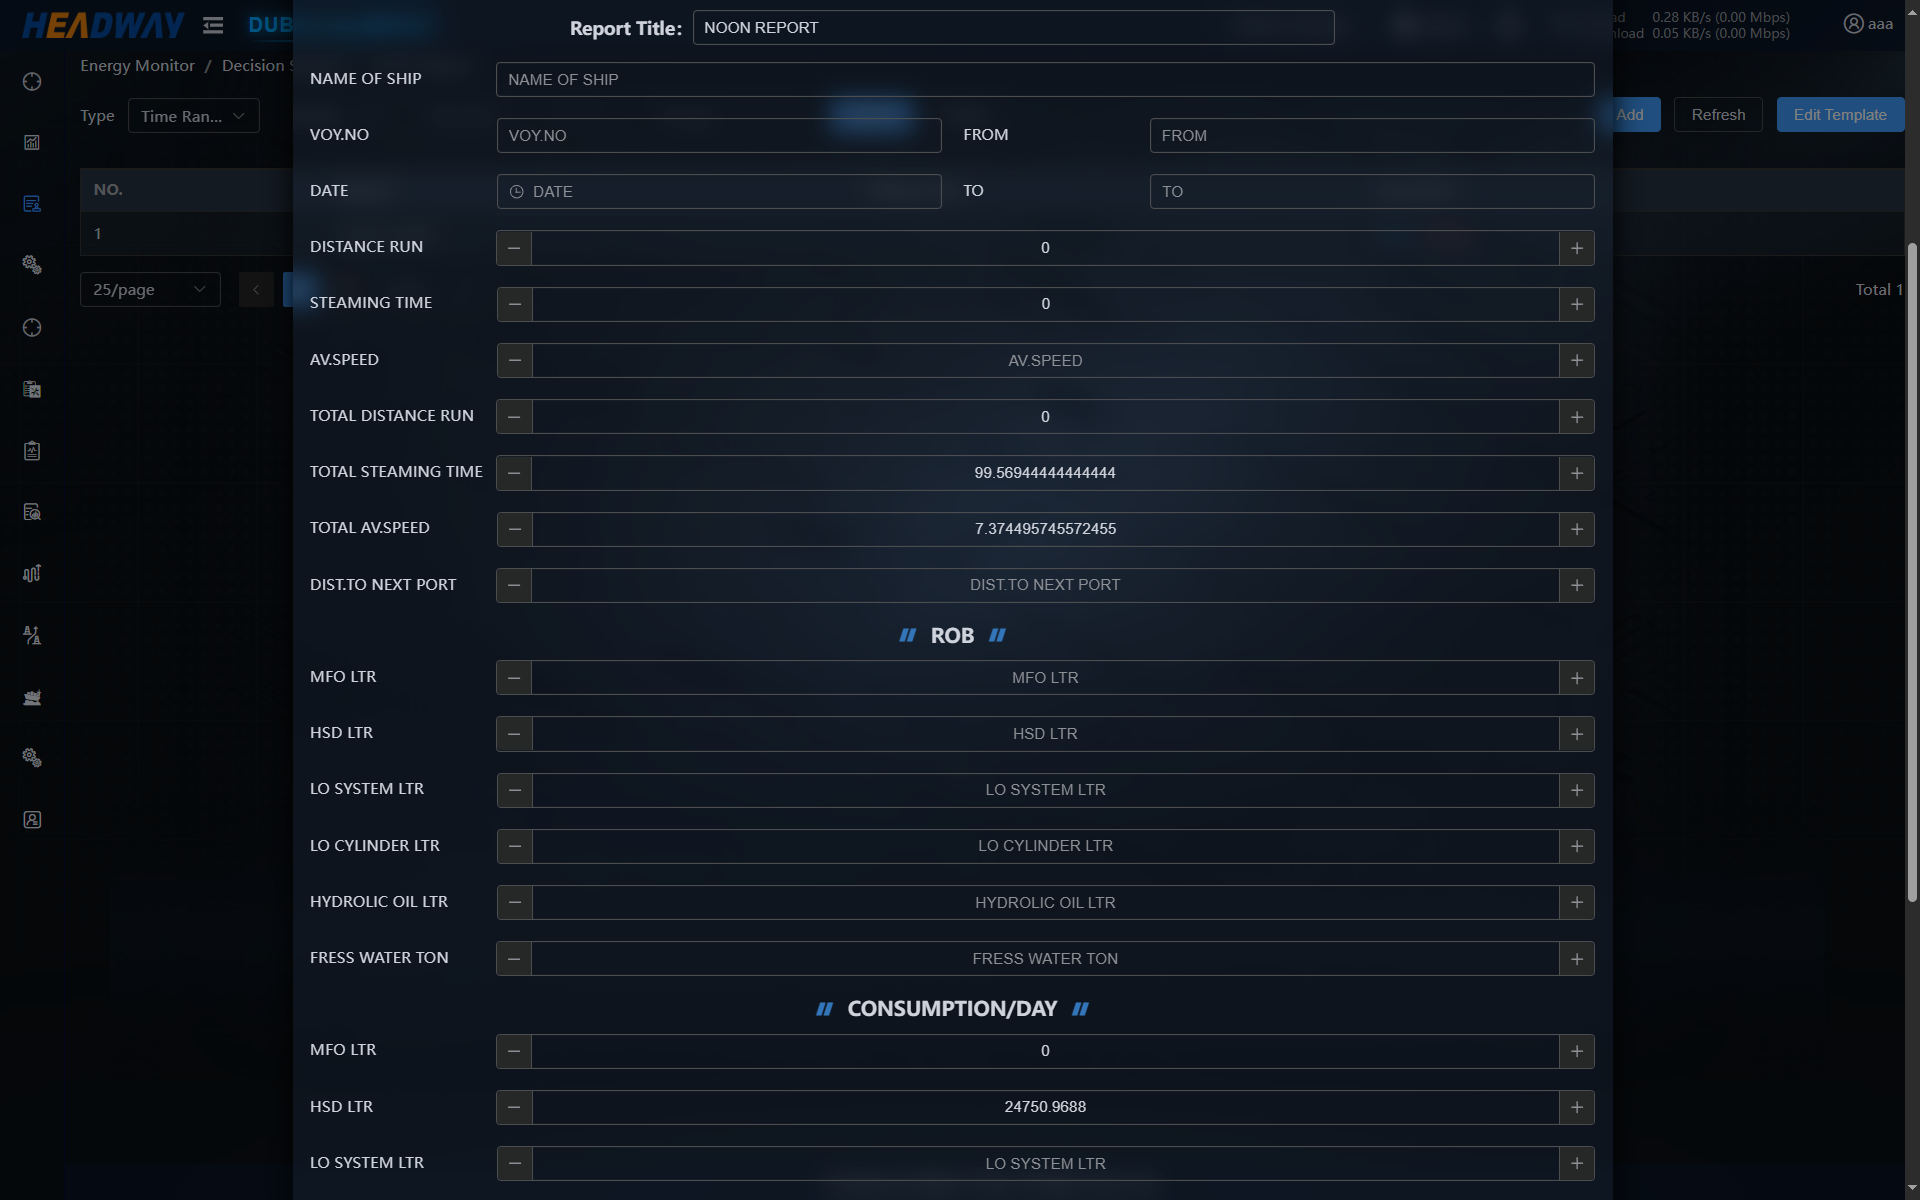 HEADWAY
DUB
ad 0.28 KB/s (0.00 Mbps)
nload 0.05 KB/s (0.00 Mbps)
aaa
Energy Monitor / Decision S
Type
Time Ran...
Add
Refresh
Edit Template
NO.
1
25/page
Total 1
Report Title: NOON REPORT
NAME OF SHIP NAME OF SHIP
VOY.NO VOY.NO FROM FROM
DATE DATE TO TO
DISTANCE RUN 0
STEAMING TIME 0
AV.SPEED AV.SPEED
TOTAL DISTANCE RUN 0
TOTAL STEAMING TIME 99.56944444444444
TOTAL AV.SPEED 7.374495745572455
DIST.TO NEXT PORT DIST.TO NEXT PORT
ROB
MFO LTR MFO LTR
HSD LTR HSD LTR
LO SYSTEM LTR LO SYSTEM LTR
LO CYLINDER LTR LO CYLINDER LTR
HYDROLIC OIL LTR HYDROLIC OIL LTR
FRESS WATER TON FRESS WATER TON
CONSUMPTION/DAY
MFO LTR 0
HSD LTR 24750.9688
LO SYSTEM LTR LO SYSTEM LTR